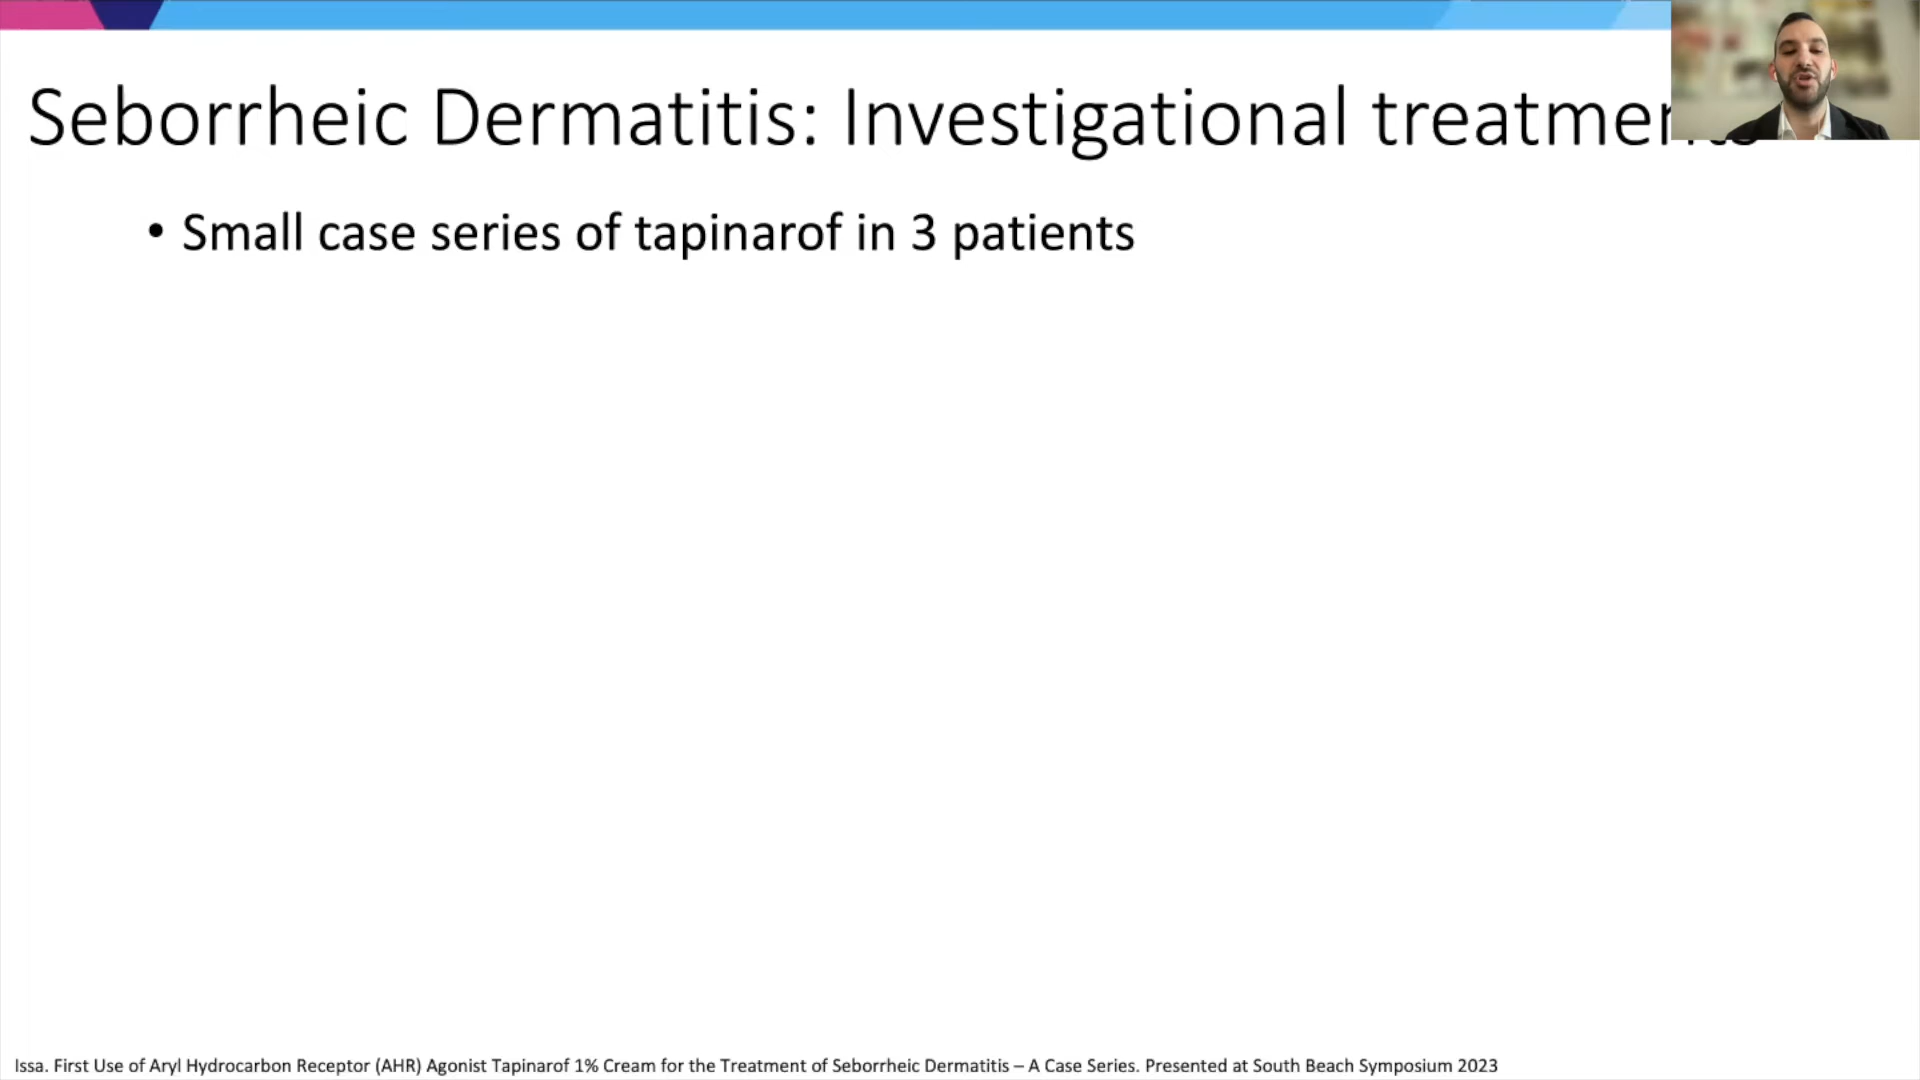 Seborrheic Dermatitis: Investigational
• Small case series of tapinarof in 3 patients
Issa. First Use of Aryl Hydrocarbon Receptor (AHR) Agonist Tapinarof 1% Cream for the Treatment of Seborrheic Dermatitis – A Case Series. Presented at South Beach Symposium 2023